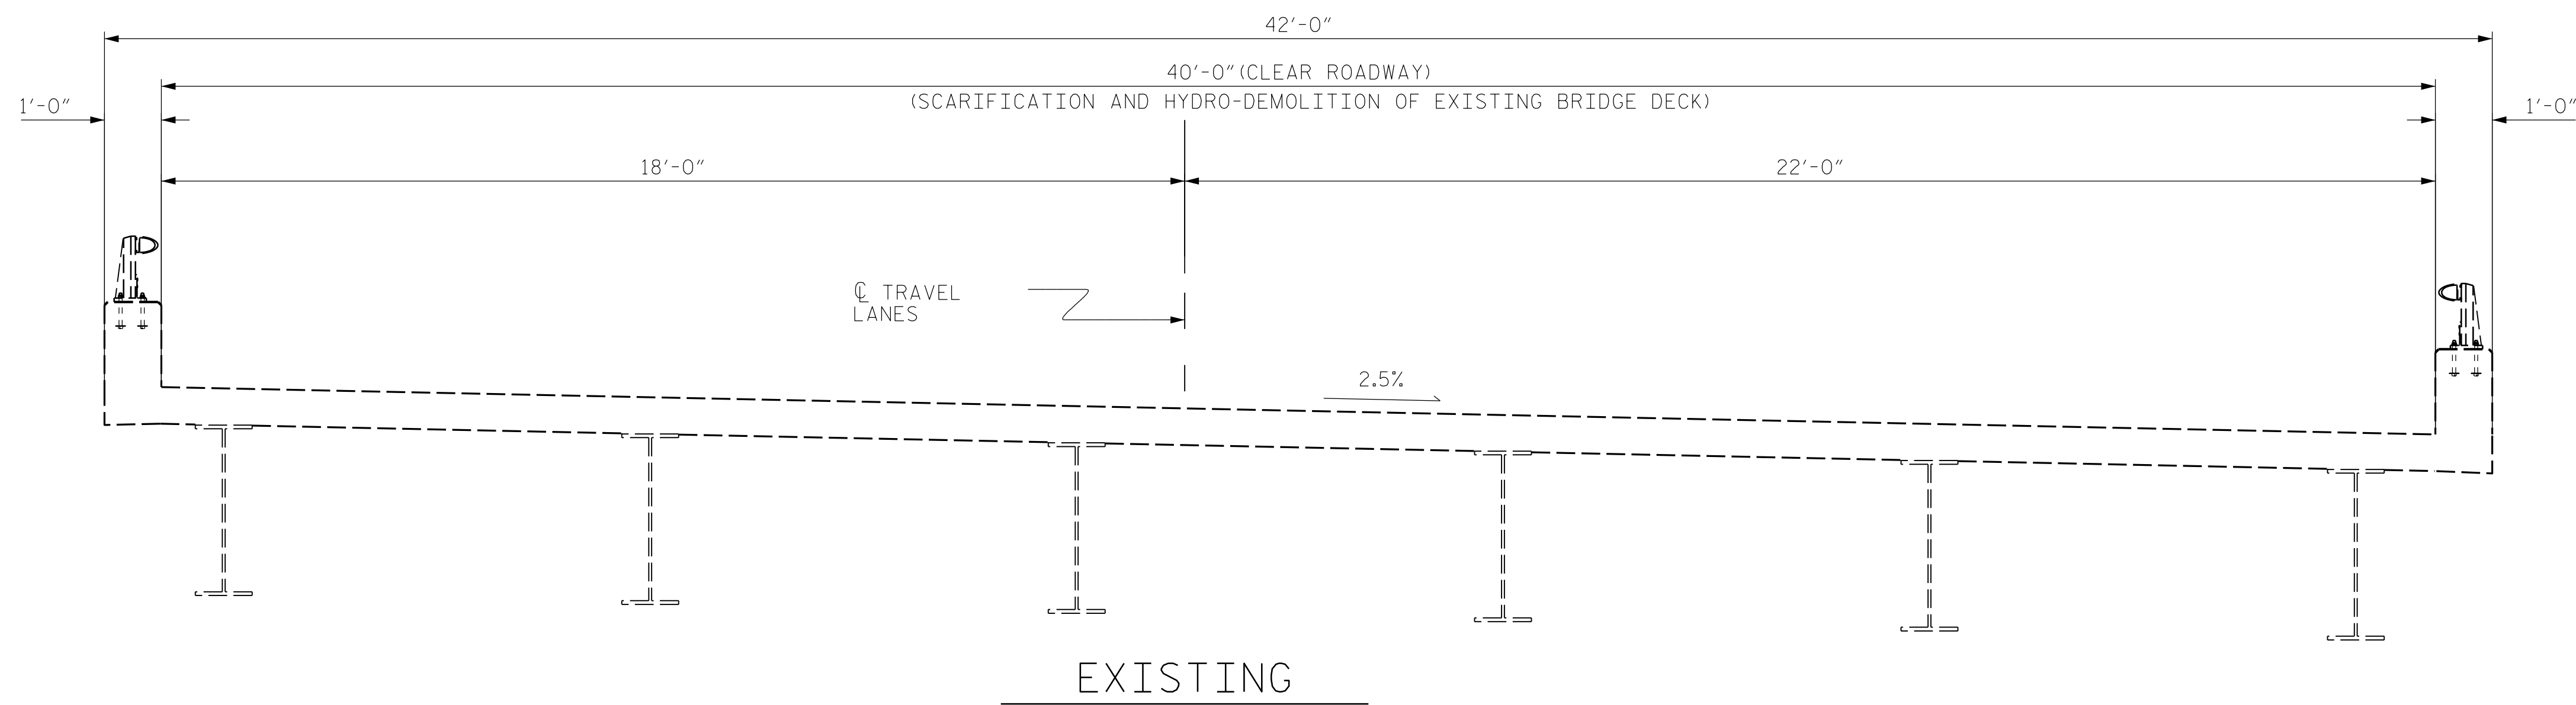 42'-0"
40'-0"(CLEAR ROADWAY)
(SCARIFICATION AND HYDRO-DEMOLITION OF EXISTING BRIDGE DECK)
1'-0"
1'-0"
18'-0"
22'-0"
℄ TRAVEL
LANES
2.5%
EXISTING